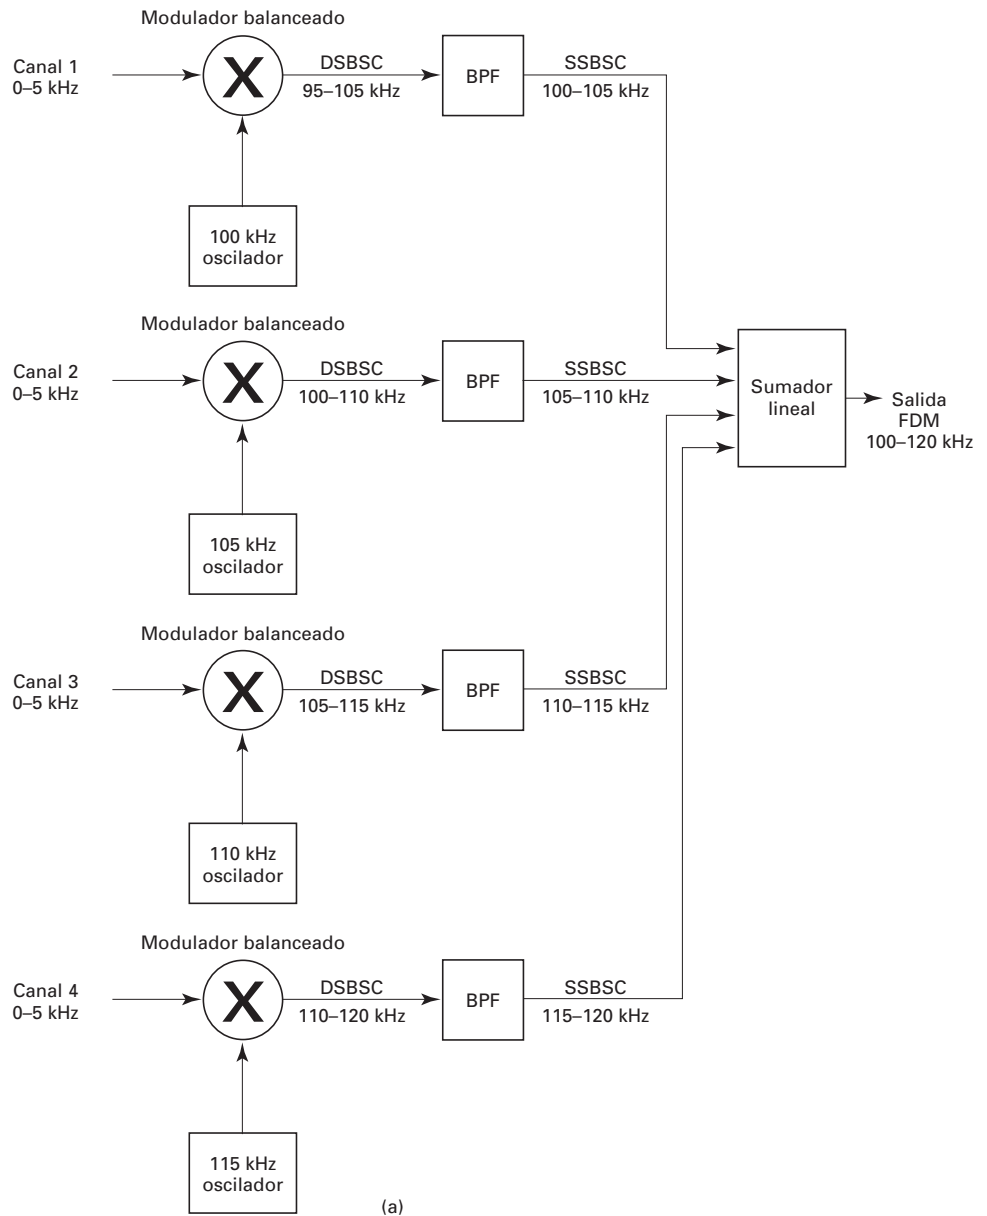 Modulador balanceado
Canal 1
0–5 kHz
X
DSBSC
95–105 kHz
BPF
SSBSC
100–105 kHz
100 kHz
oscilador
Modulador balanceado
Canal 2
0–5 kHz
X
DSBSC
100–110 kHz
BPF
SSBSC
105–110 kHz
105 kHz
oscilador
Sumador
lineal
Salida
FDM
100–120 kHz
Modulador balanceado
Canal 3
0–5 kHz
X
DSBSC
105–115 kHz
BPF
SSBSC
110–115 kHz
110 kHz
oscilador
Modulador balanceado
Canal 4
0–5 kHz
X
DSBSC
110–120 kHz
BPF
SSBSC
115–120 kHz
115 kHz
oscilador
(a)